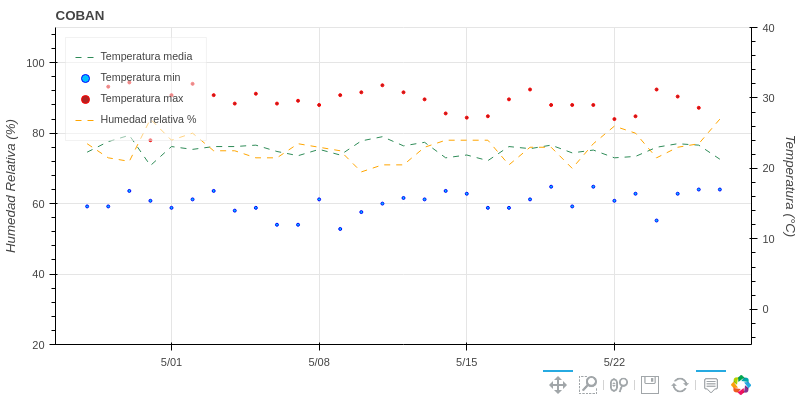 COBAN
Temperatura media
Temperatura min
Temperatura max
Humedad relativa %
Humedad Relativa (%)
100
80
60
40
20
Temperatura (°C)
40
30
20
10
0
5/01
5/08
5/15
5/22